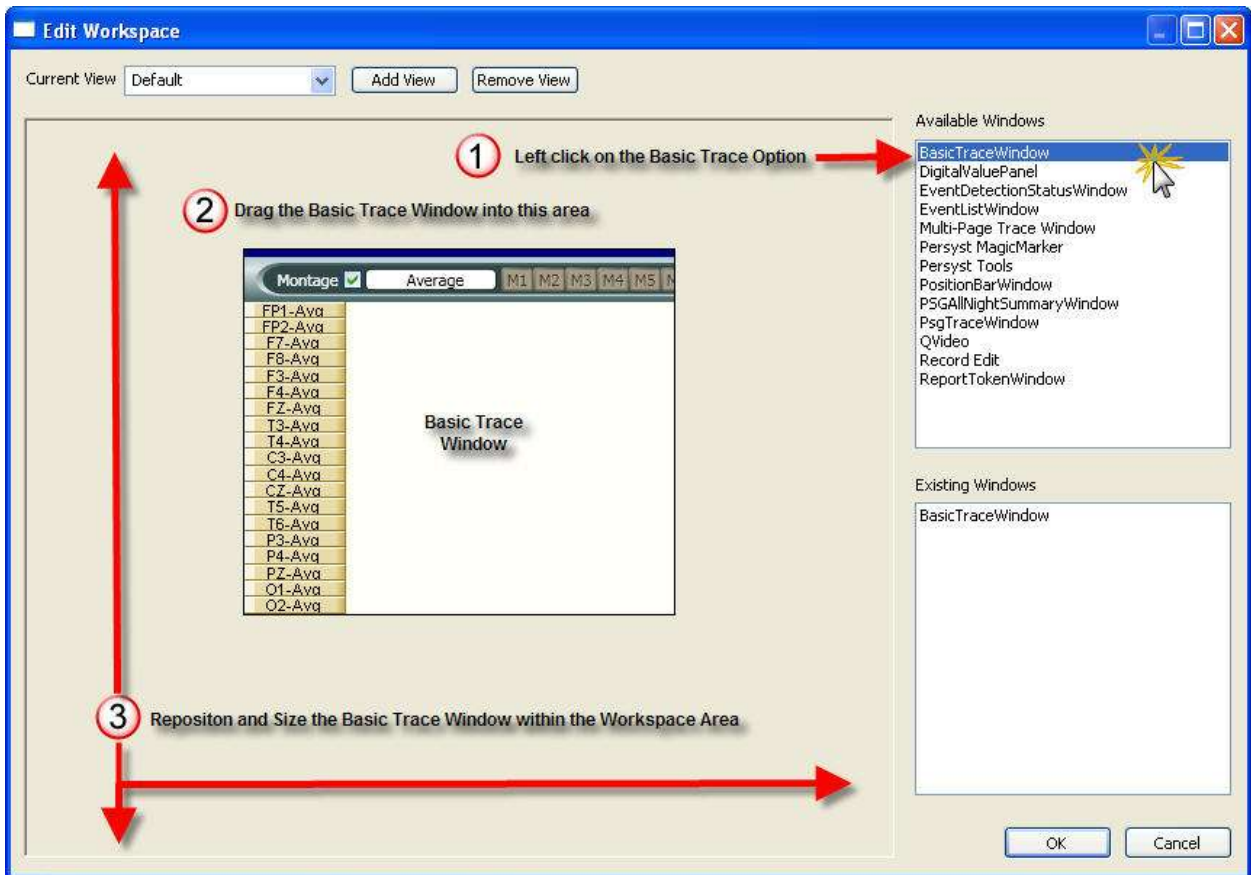 Edit Workspace
Current View Default Add View Remove View
Available Windows
1 Left click on the Basic Trace Option
BasicTraceWindow
DigitalValuePanel
EventDetectionStatusWindow
EventListWindow
Multi-Page Trace Window
Persyst MagicMarker
Persyst Tools
PositionBarWindow
PSGAllNightSummaryWindow
PsgTraceWindow
QVideo
Record Edit
ReportTokenWindow
2 Drag the Basic Trace Window into this area
Montage Average M1 M2 M3 M4 M5
FP1-Avg
FP2-Avg
F7-Avg
F8-Avg
F3-Avg
F4-Avg
FZ-Avg
T3-Avg
T4-Avg
C3-Avg
C4-Avg
CZ-Avg
T5-Avg
T6-Avg
P3-Avg
P4-Avg
PZ-Avg
O1-Avg
O2-Avg
Basic Trace
Window
Existing Windows
BasicTraceWindow
3 Repositon and Size the Basic Trace Window within the Workspace Area
OK Cancel